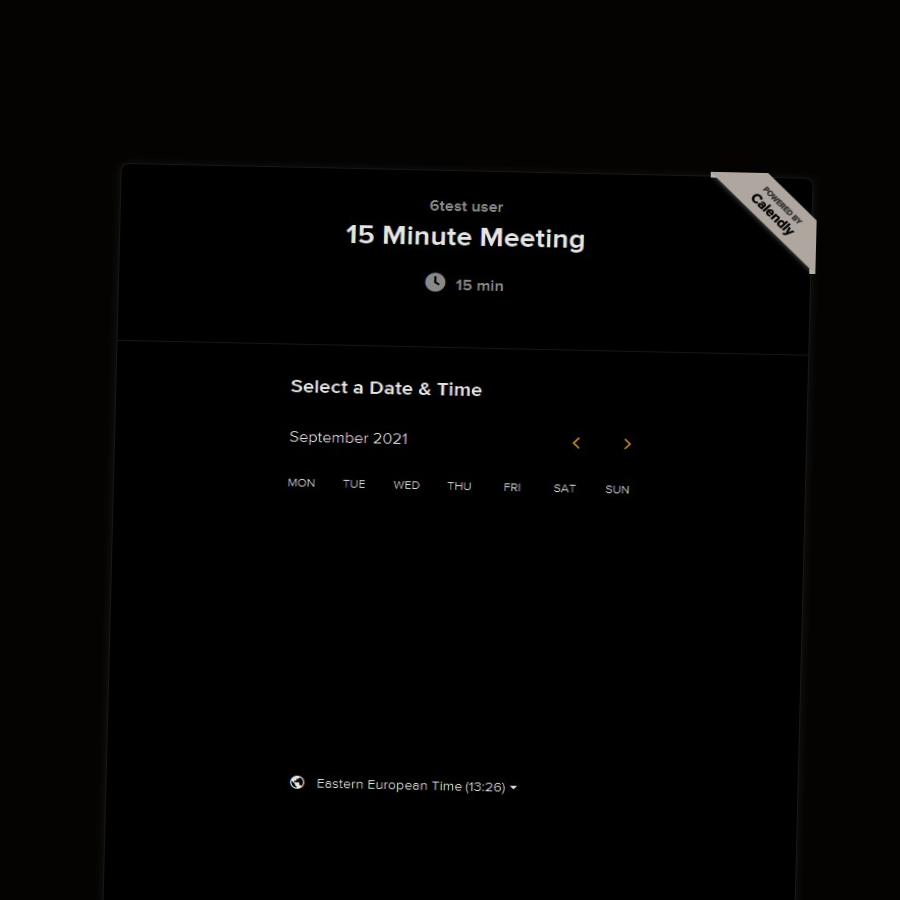 POWERED BY
Calendly
6test user
15 Minute Meeting
15 min
Select a Date & Time
September 2021
MON TUE WED THU FRI SAT SUN
Eastern European Time (13:26)